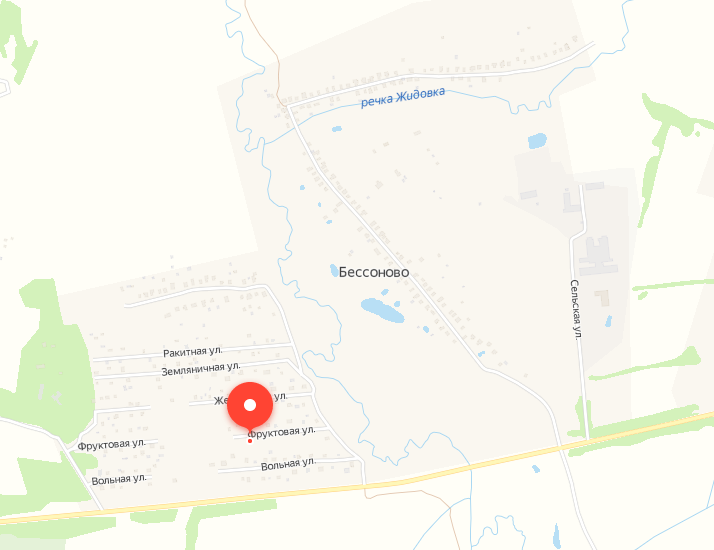 речка Жидовка
Бессоново
Сельская ул.
Ракитная ул.
Земляничная ул.
ул.
Фруктовая ул.
Фруктовая ул.
Вольная ул.
Вольная ул.